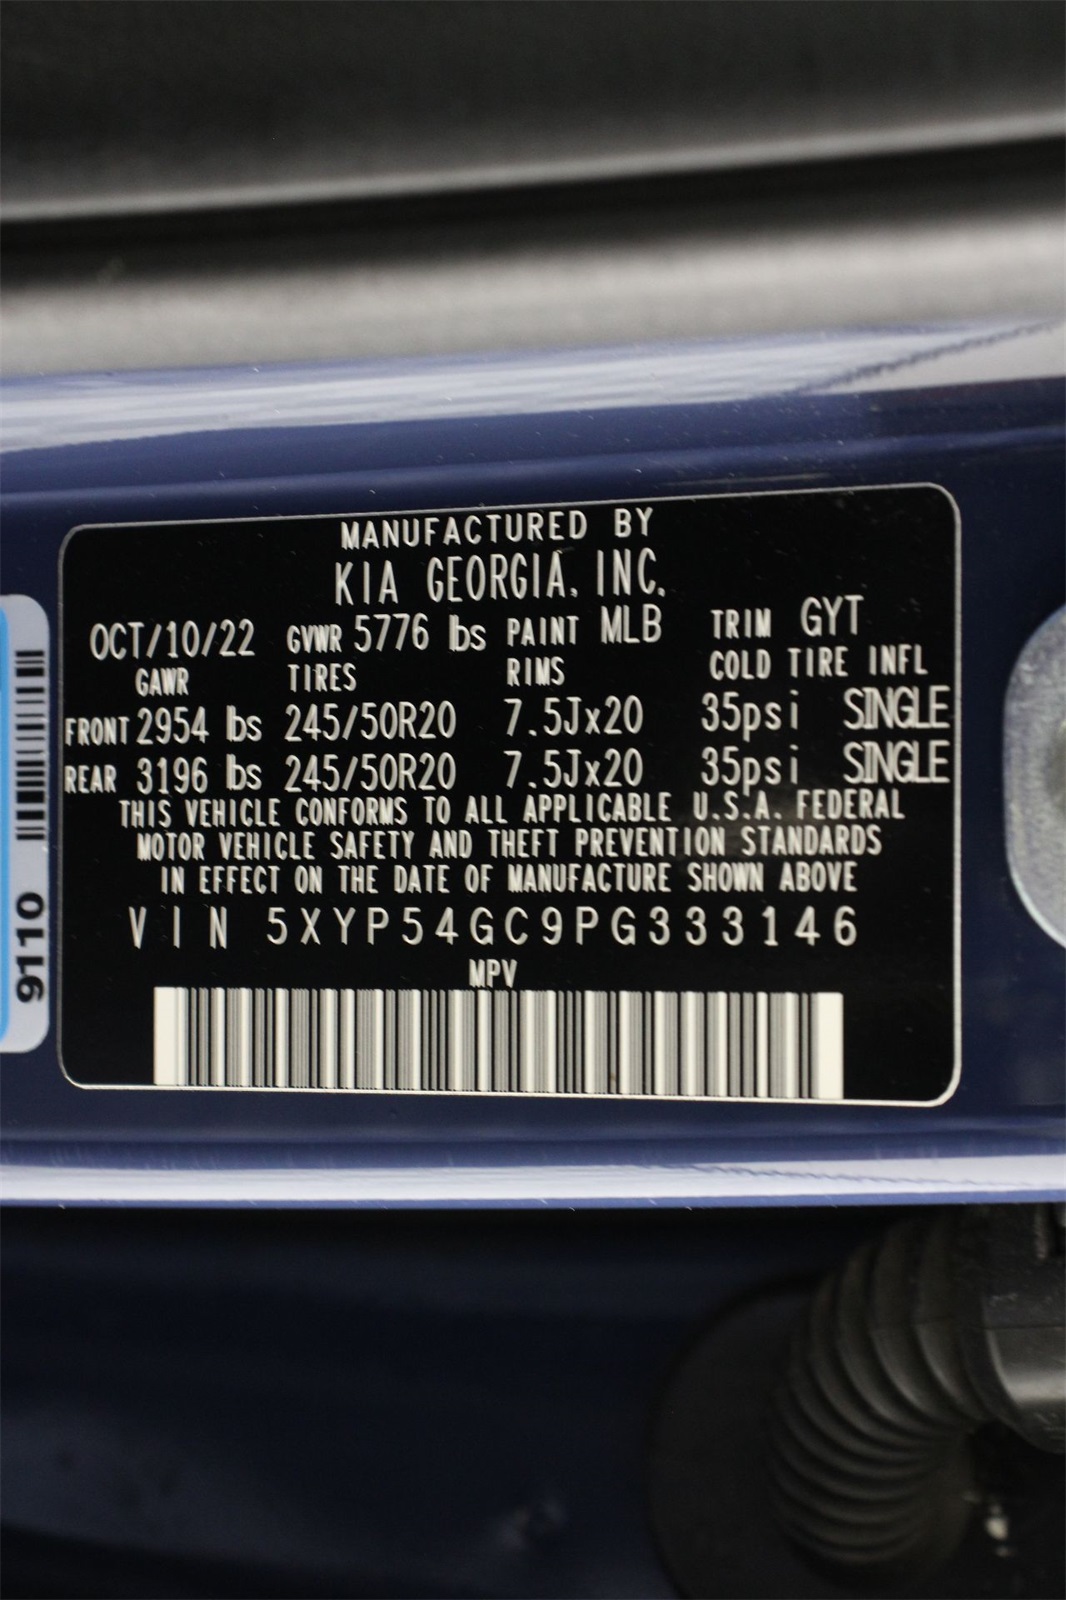 MANUFACTURED BY
KIA GEORGIA, INC.
OCT/10/22 GVWR 5776 lbs PAINT MLB TRIM GYT
GAWR TIRES RIMS COLD TIRE INFL
FRONT 2954 lbs 245/50R20 7.5Jx20 35psi SINGLE
REAR 3196 lbs 245/50R20 7.5Jx20 35psi SINGLE
THIS VEHICLE CONFORMS TO ALL APPLICABLE U.S.A. FEDERAL
MOTOR VEHICLE SAFETY AND THEFT PREVENTION STANDARDS
IN EFFECT ON THE DATE OF MANUFACTURE SHOWN ABOVE
VIN 5XYP54GC9PG333146
MPV
9110